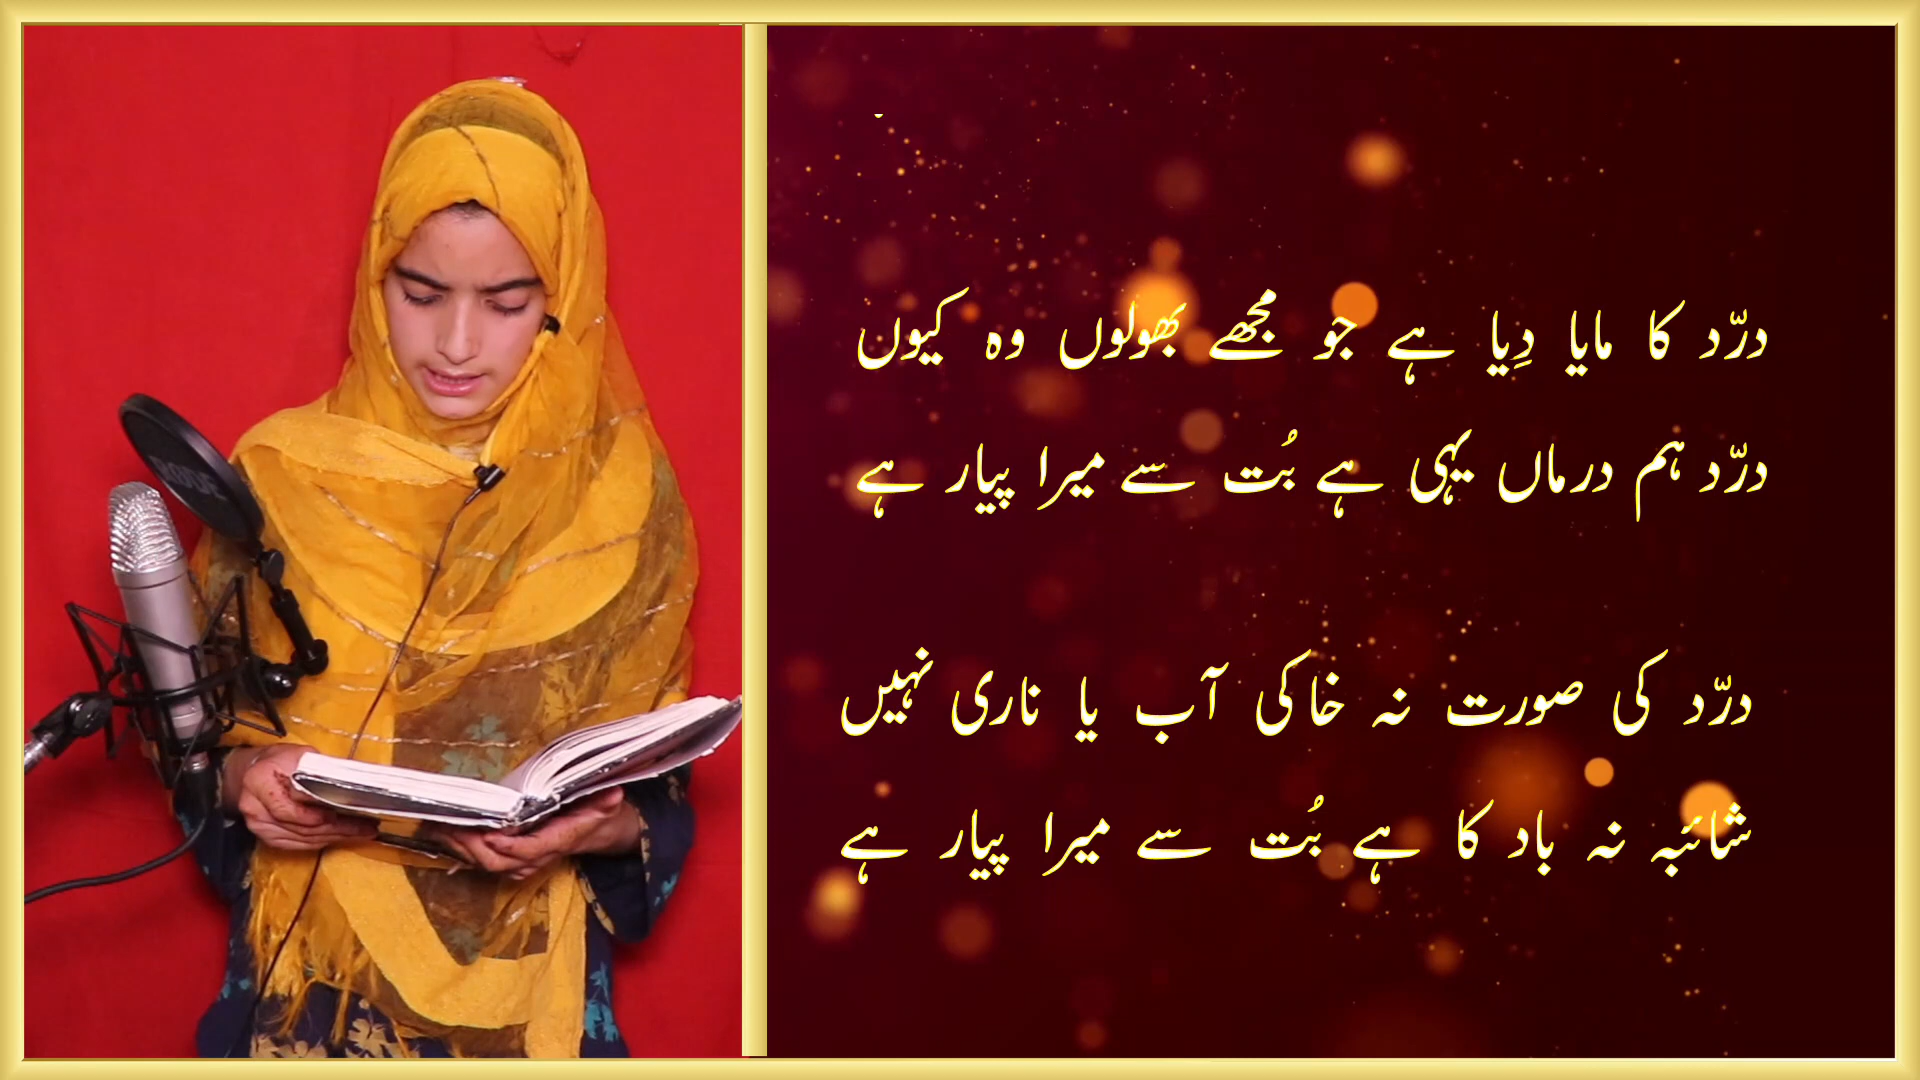 درّد کا مایا دِیا ہے جو مجھے بھولوں وہ کیوں
درّد ہم درماں یہی ہے بُت سے میرا پیار ہے
درّد کی صورت نہ خاکی آب یا ناری نہیں
شائبہ نہ باد کا ہے بُت سے میرا پیار ہے
RODE